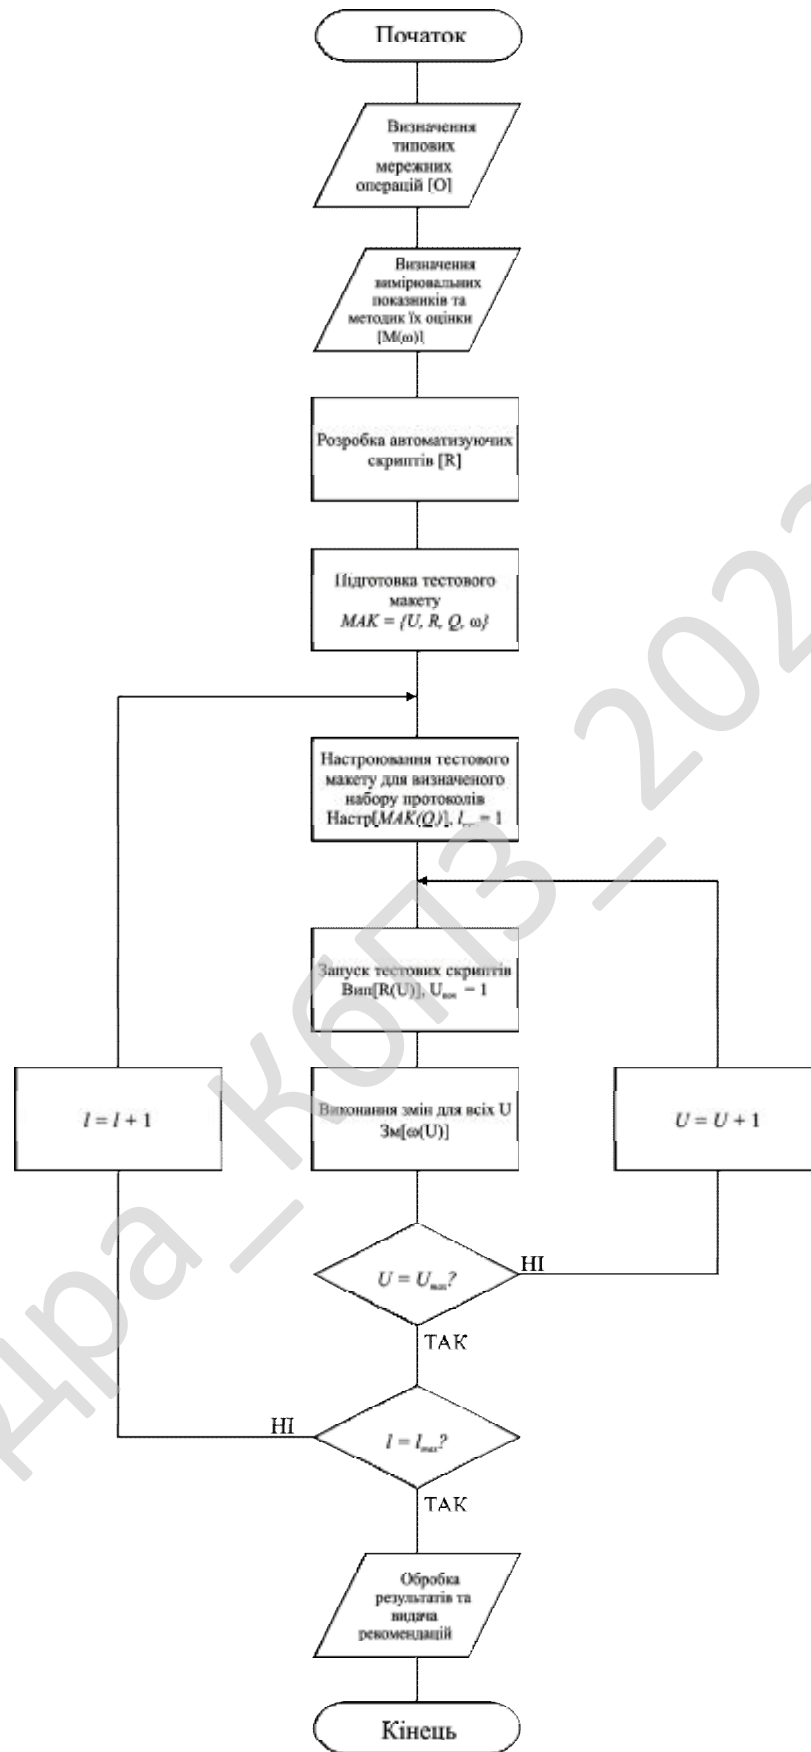 Початок
Визначення
типових
мережних
операцій [O]
Визначення
вимірювальних
показників та
методик їх оцінки
[M(ω)]
Розробка автоматизуючих
скриптів [R]
Підготовка тестового
макету
MAK = {U, R, Q, ω}
Настроювання тестового
макету для визначеного
набору протоколів
Настр[MAK(Q)], l = 1
Запуск тестових скриптів
Вип[R(U)], U = 1
l = l + 1
Виконання змін для всіх U
Зм[ω(U)]
U = U + 1
U = Umax?
НІ
ТАК
НІ
l = lmax?
ТАК
Обробка
результатів та
видача
рекомендацій
Кінець
дра_КбПЗ_202